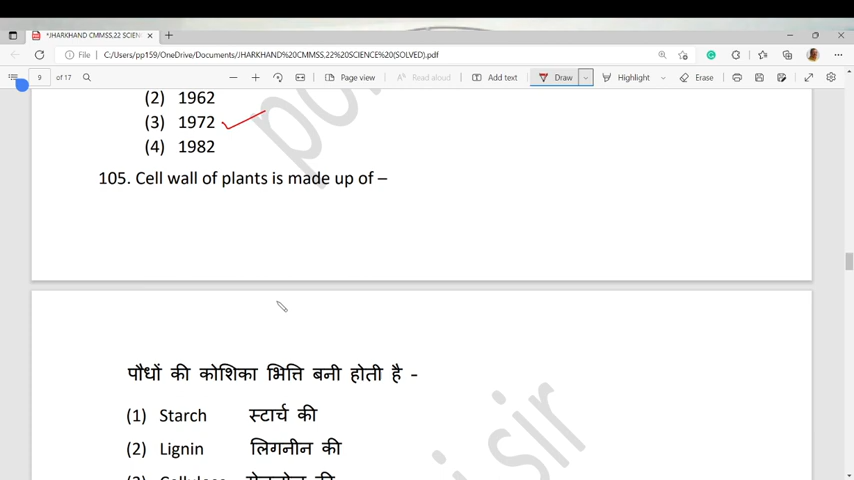 *JHARKHAND CMMSS,22 SCIEN
File C:/Users/pp159/OneDrive/Documents/JHARKHAND%20CMMSS,22%20SCIENCE%20(SOLVED).pdf
9 of 17 Page view Read aloud Add text Draw Highlight Erase
(2) 1962
(3) 1972
(4) 1982
105. Cell wall of plants is made up of –
पौधों की कोशिका भित्ति बनी होती है -
(1) Starch स्टार्च की
(2) Lignin लिगनीन की
sir